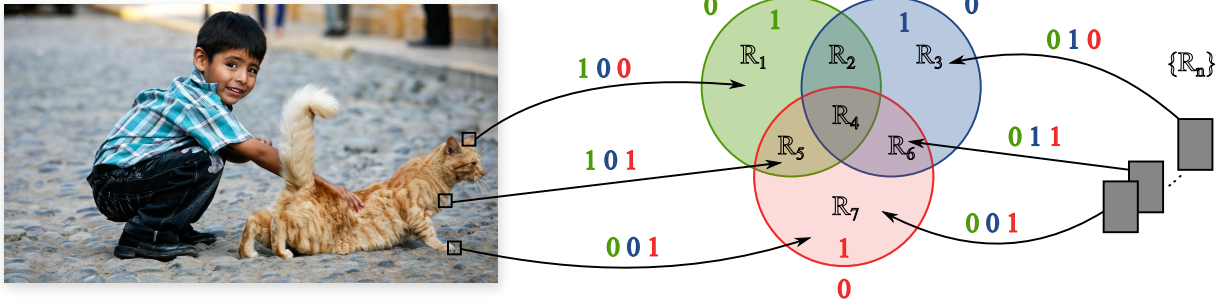 0 0
1 1
ℝ₁ ℝ₂ ℝ₃
0 1 0
{ℝₙ}
1 0 0
ℝ₄
0 1 1
1 0 1
ℝ₅ ℝ₆
ℝ₇
0 0 1
0 0 1
1
0